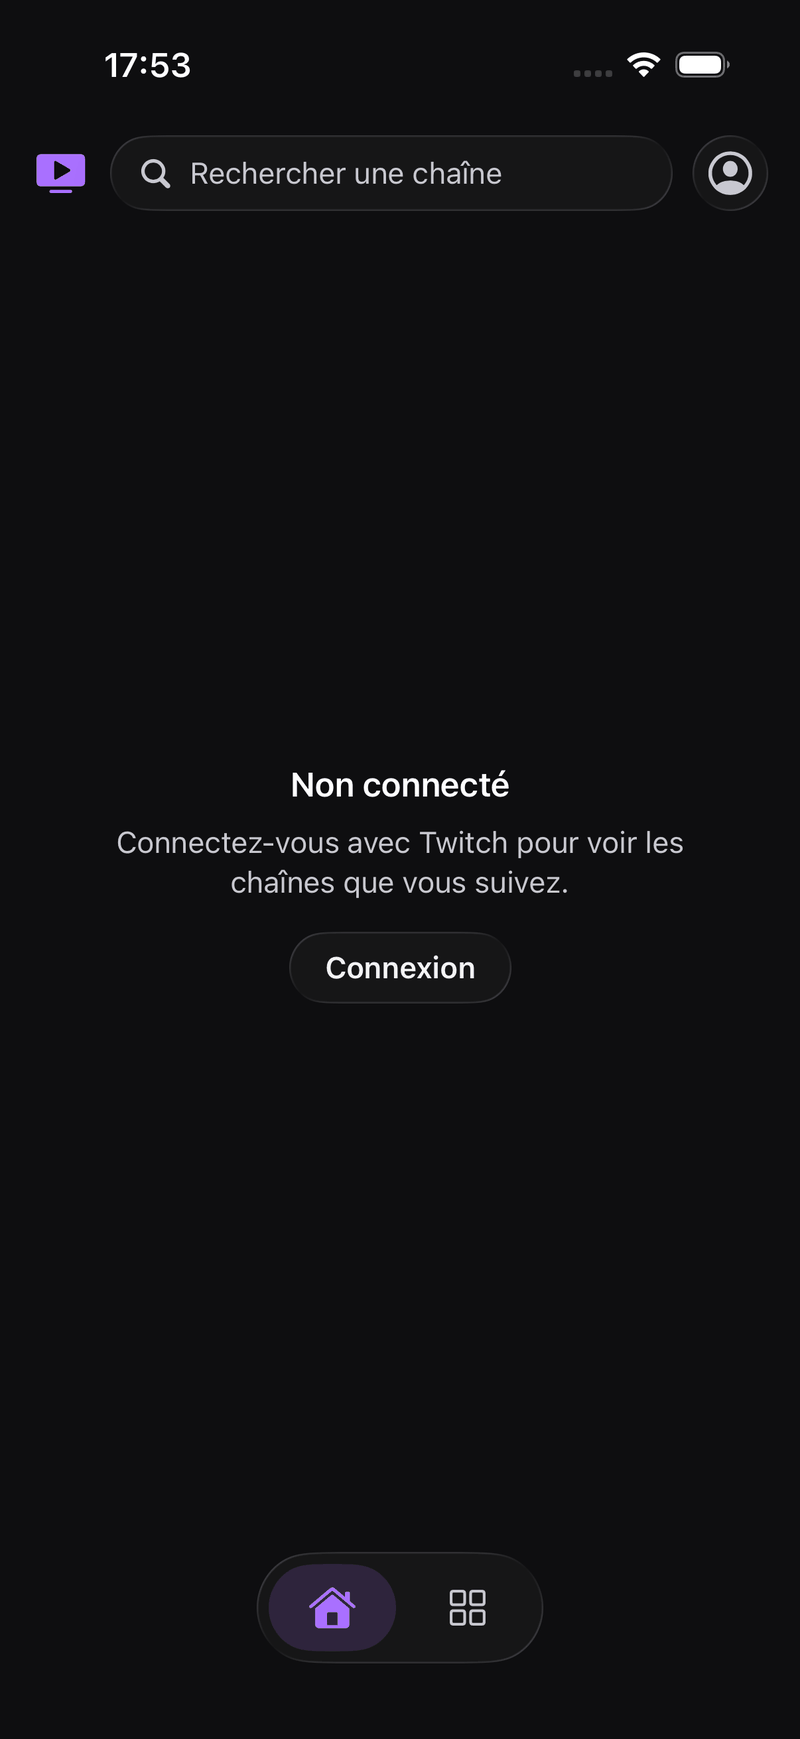 17:53
Rechercher une chaîne
Non connecté
Connectez-vous avec Twitch pour voir les
chaînes que vous suivez.
Connexion